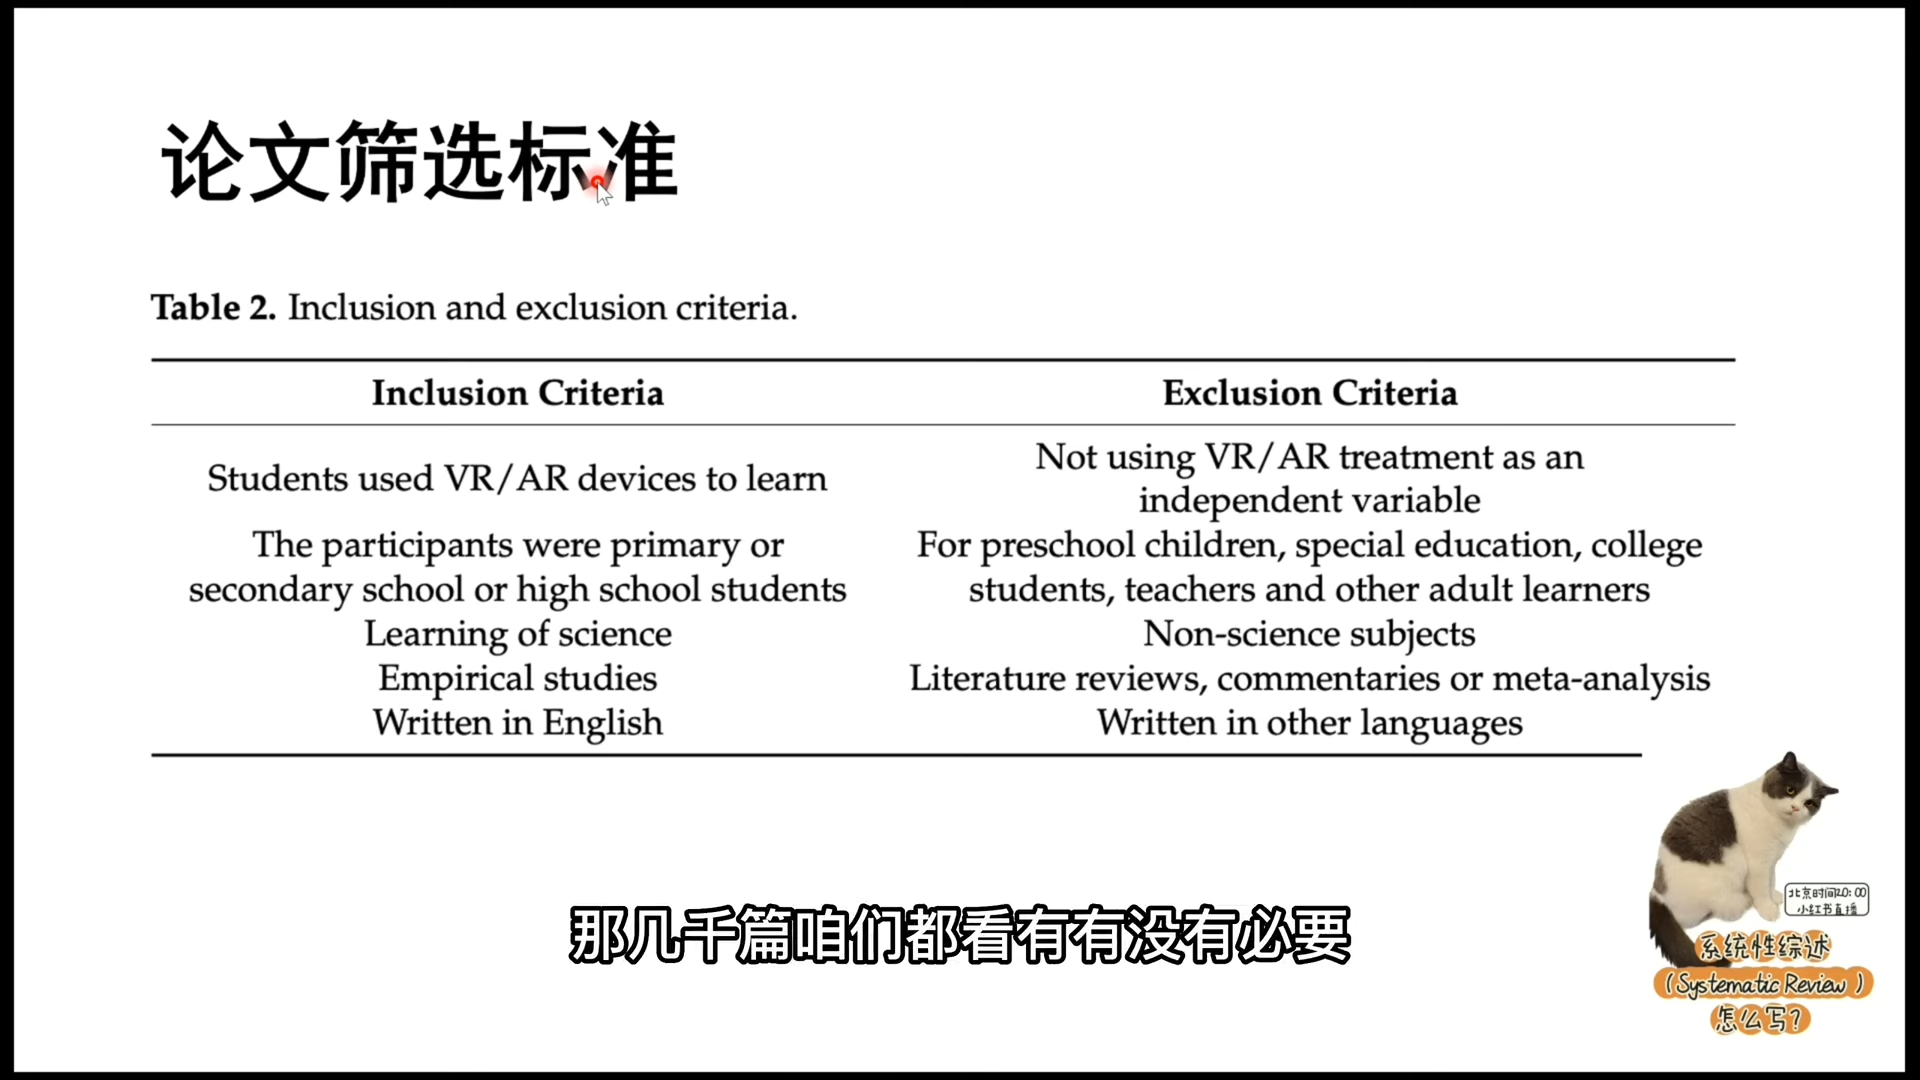 论文筛选标准
Table 2. Inclusion and exclusion criteria.
Inclusion Criteria
Exclusion Criteria
Students used VR/AR devices to learn
Not using VR/AR treatment as an
independent variable
The participants were primary or
secondary school or high school students
For preschool children, special education, college
students, teachers and other adult learners
Learning of science
Non-science subjects
Empirical studies
Literature reviews, commentaries or meta-analysis
Written in English
Written in other languages
北京时间20:00
小红书直播
系统性综述
(Systematic Review)
怎么写?
那几千篇咱们都看有有没有必要